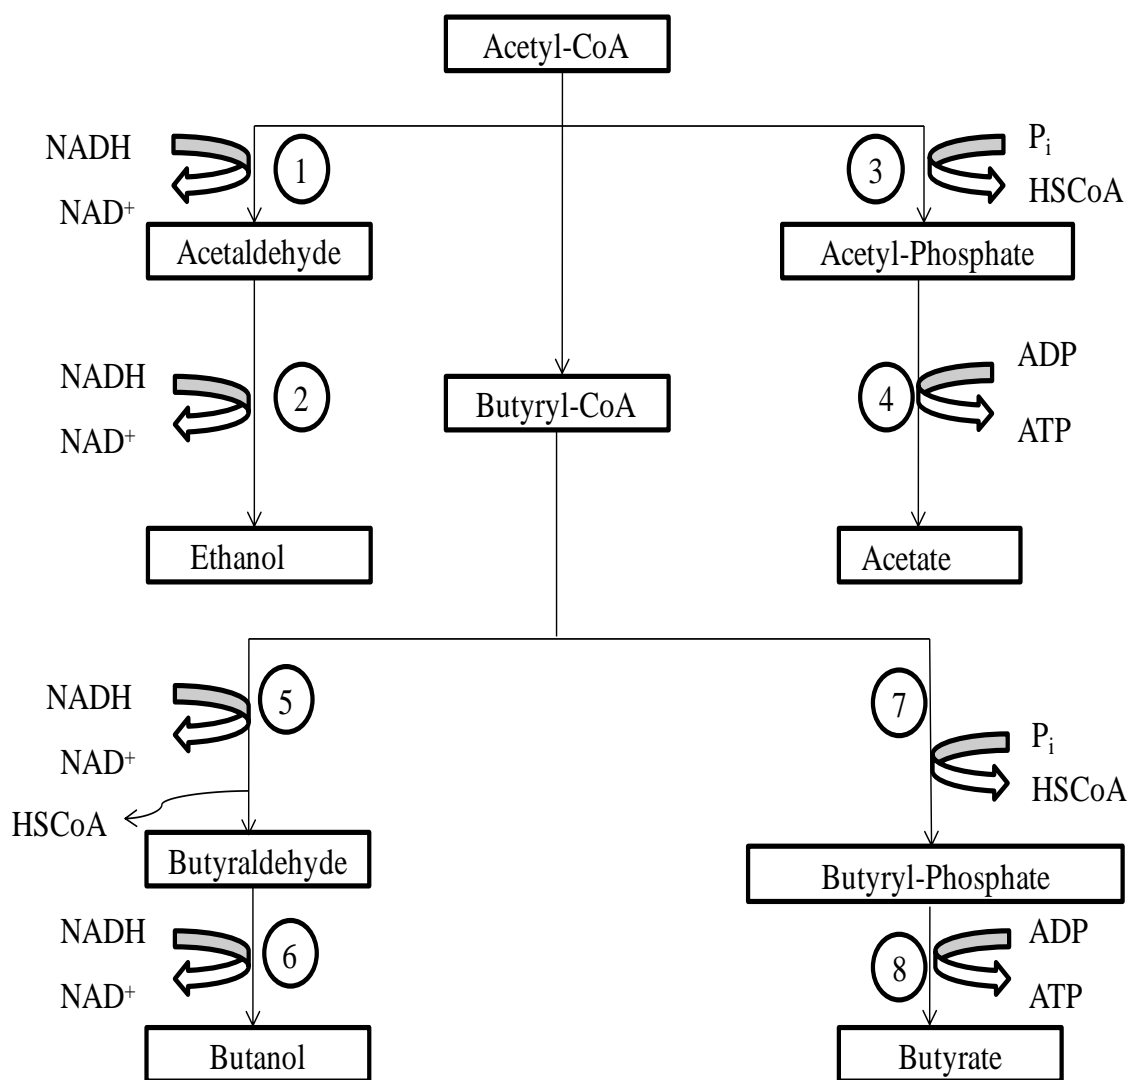 Acetyl-CoA
NADH
1
NAD⁺
3
Pᵢ
HSCoA
Acetaldehyde
Acetyl-Phosphate
NADH
2
NAD⁺
Butyryl-CoA
4
ADP
ATP
Ethanol
Acetate
NADH
5
NAD⁺
HSCoA
7
Pᵢ
HSCoA
Butyraldehyde
Butyryl-Phosphate
NADH
6
NAD⁺
8
ADP
ATP
Butanol
Butyrate